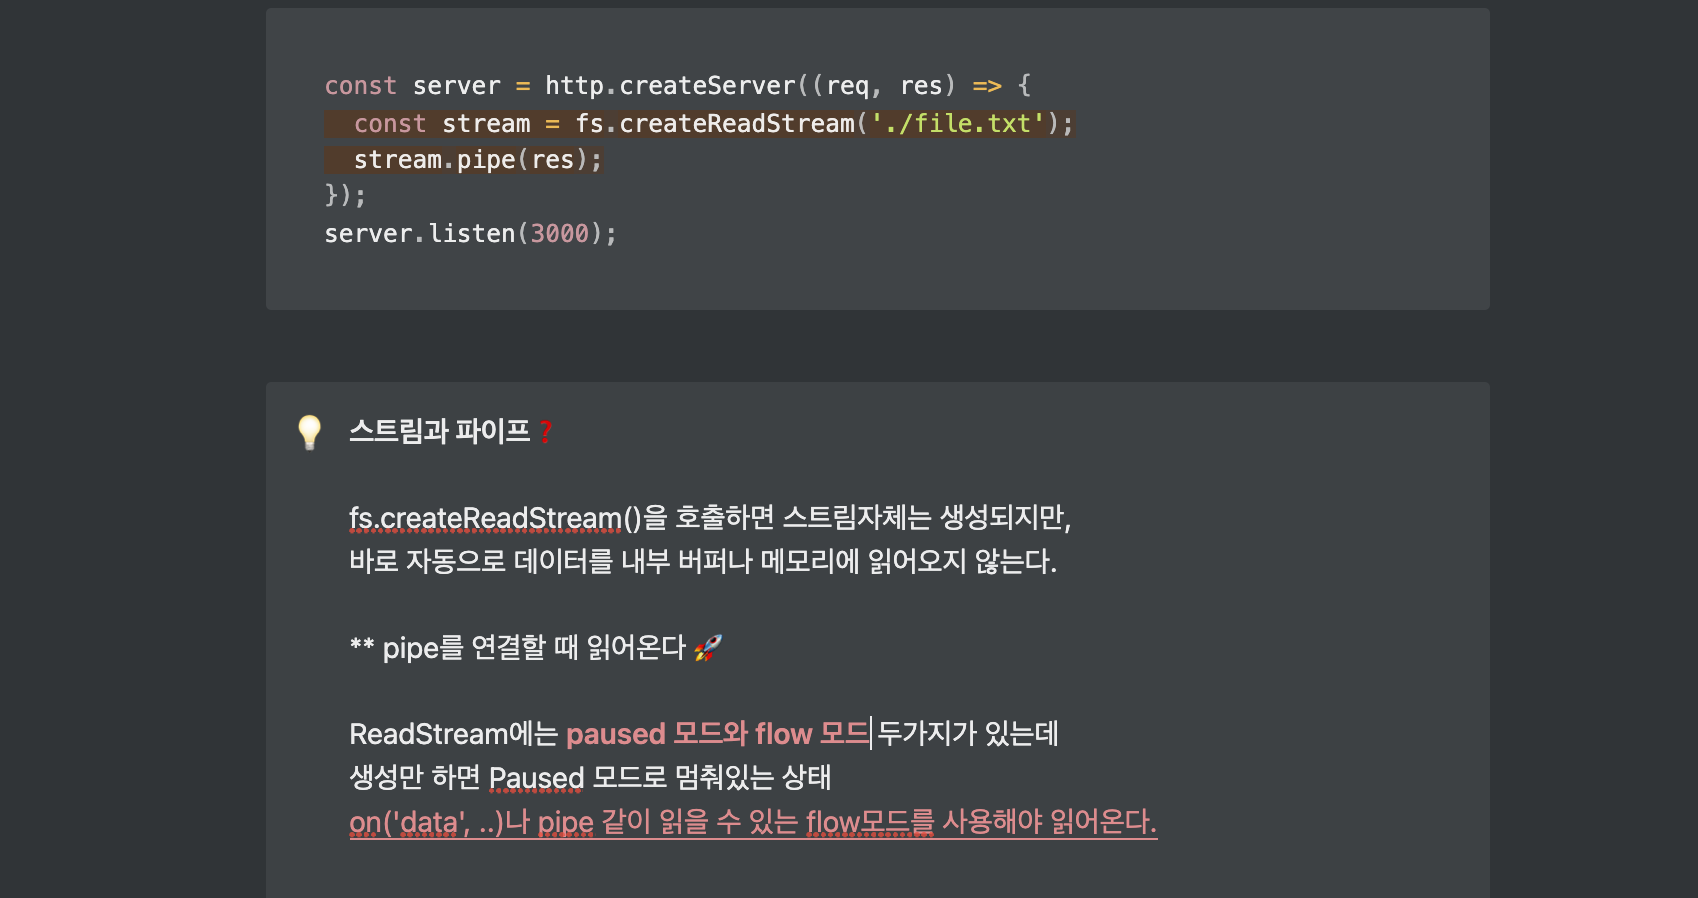 const server = http.createServer((req, res) => {
  const stream = fs.createReadStream('./file.txt');
  stream.pipe(res);
});
server.listen(3000);
💡 스트림과 파이프❓
fs.createReadStream()을 호출하면 스트림자체는 생성되지만,
바로 자동으로 데이터를 내부 버퍼나 메모리에 읽어오지 않는다.
** pipe를 연결할 때 읽어온다 🚀
ReadStream에는 paused 모드와 flow 모드 두가지가 있는데
생성만 하면 Paused 모드로 멈춰있는 상태
on('data', ..)나 pipe 같이 읽을 수 있는 flow모드를 사용해야 읽어온다.